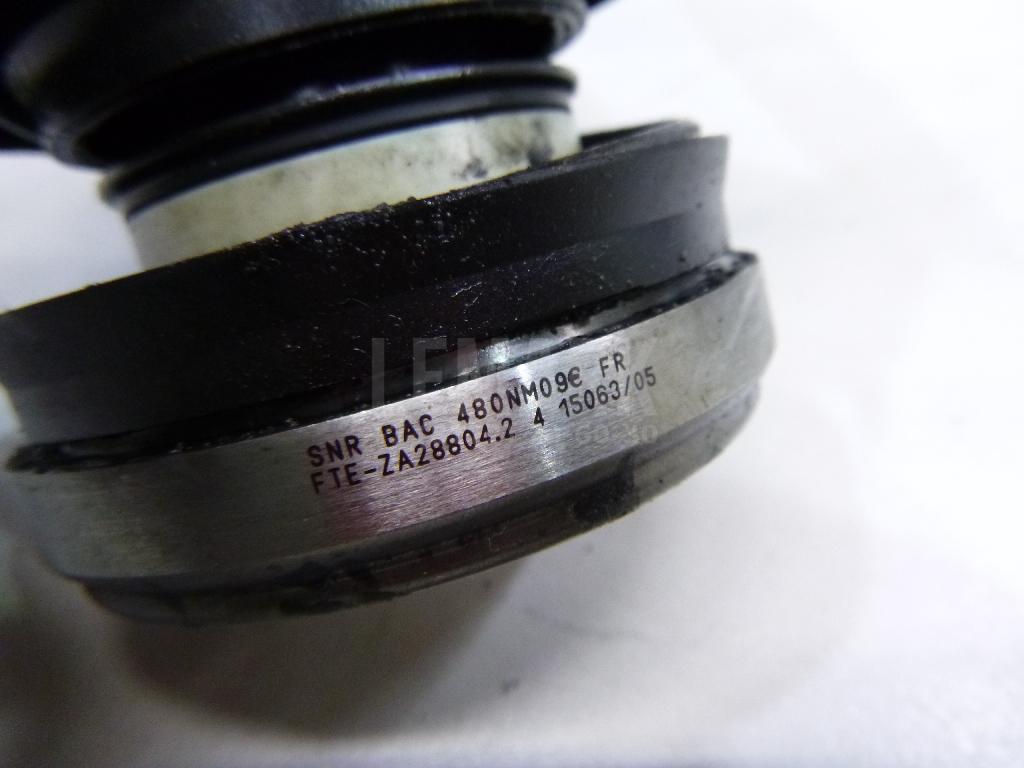 SNR BAC 480NM09€ FR
FTE-ZA28804.2 4 15063/05